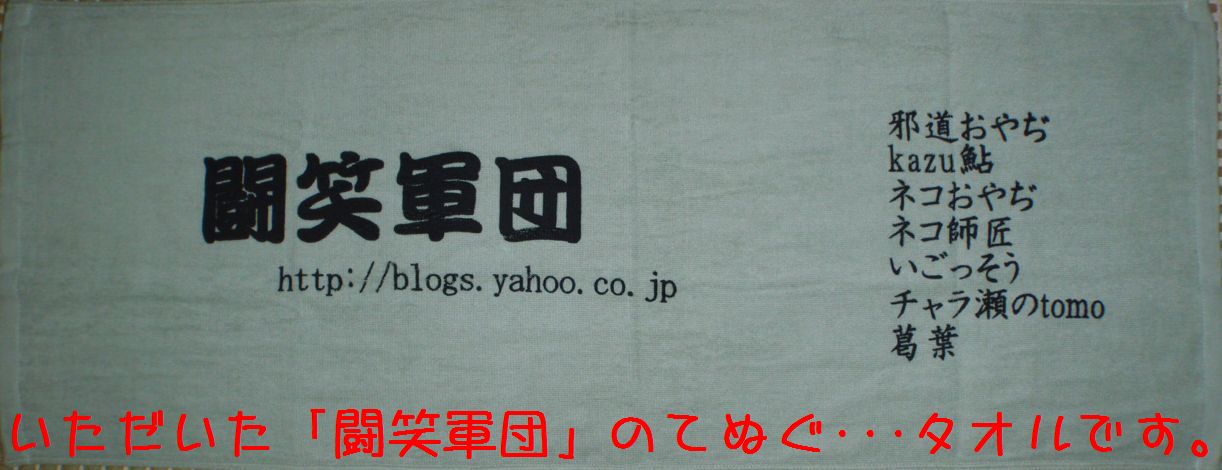 闘笑軍団
http://blogs.yahoo.co.jp
邪道おやぢ
kazu鮎
ネコおやぢ
ネコ師匠
いごっそう
チャラ瀬のtomo
葛葉
いただいた「闘笑軍団」のてぬぐ･･･タオルです。